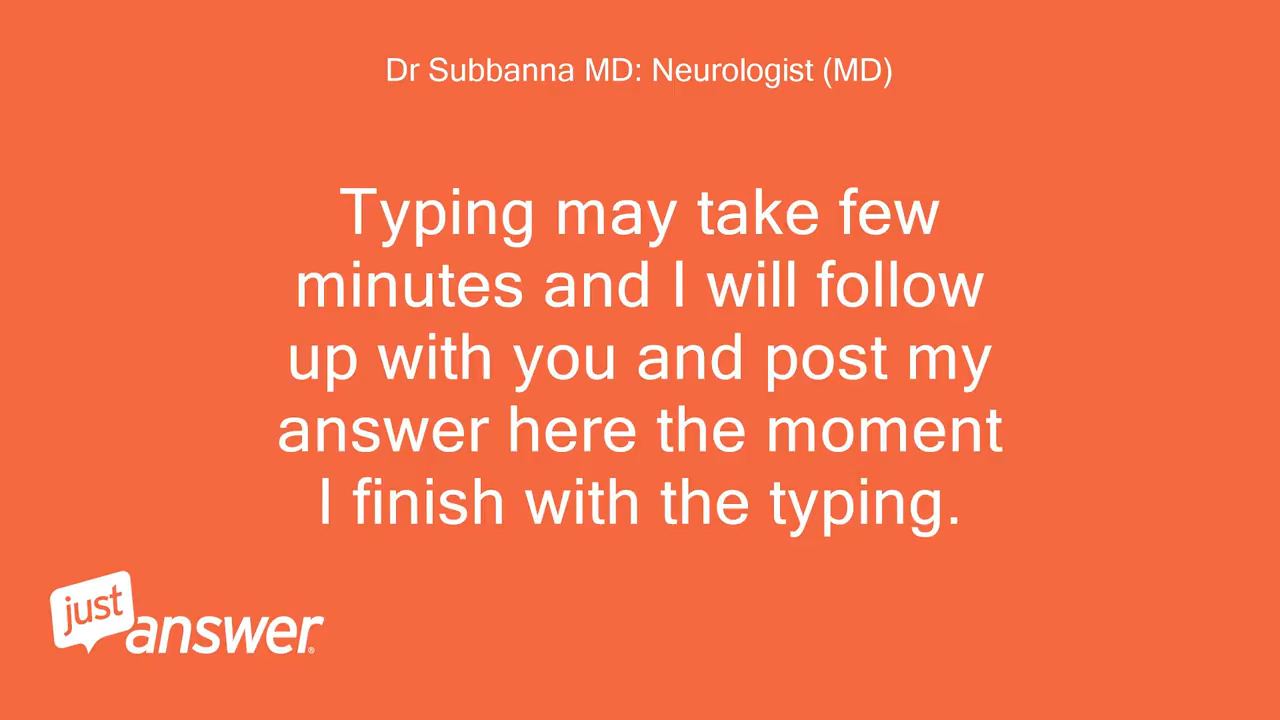 Dr Subbanna MD: Neurologist (MD)
Typing may take few
minutes and I will follow
up with you and post my
answer here the moment
I finish with the typing.
just
answer®